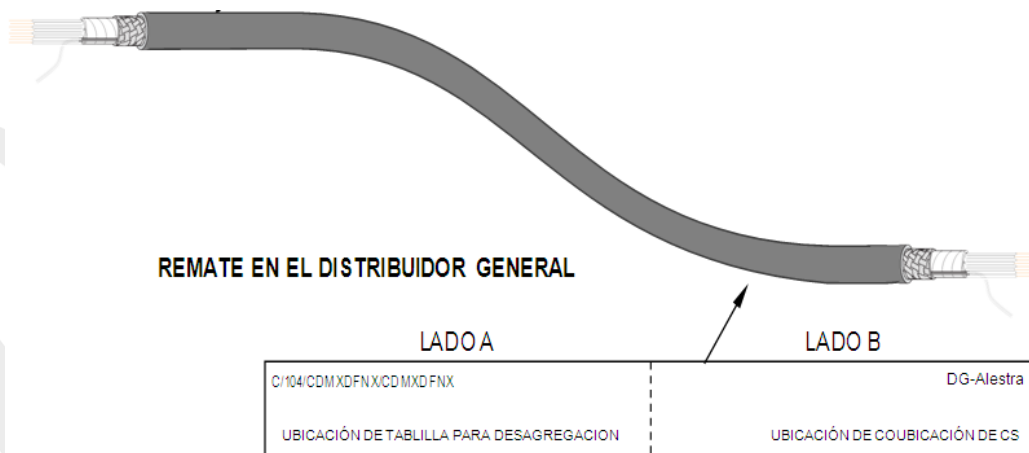 REMATE EN EL DISTRIBUIDOR GENERAL
LADO A
LADO B
C/104/CDMXDFNX/CDMXDFNX
DG-Alestra
UBICACIÓN DE TABLILLA PARA DESAGREGACION
UBICACIÓN DE COUBICACIÓN DE CS